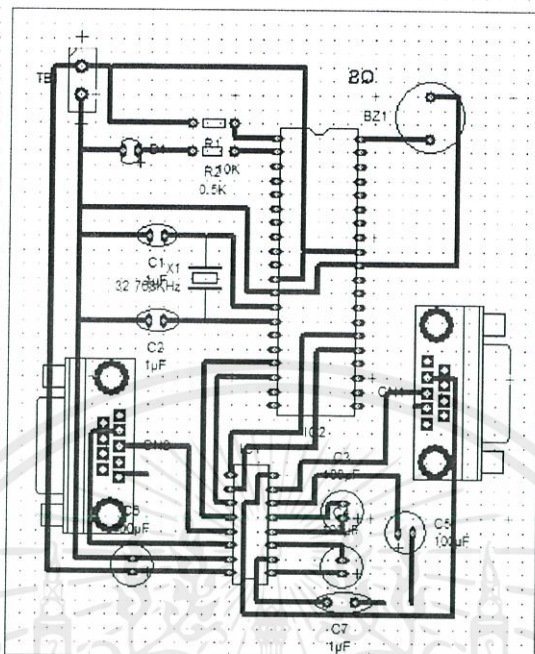 TB
BZ1
R1
10K
R2
0.5K
C1
1µF
X1
32.768KHz
C2
1µF
CN1
CN2
IC2
IC1
C3
100µF
C6
100µF
C5
100µF
C7
1µF